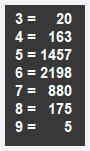 3 = 20
4 = 163
5 = 1457
6 = 2198
7 = 880
8 = 175
9 = 5